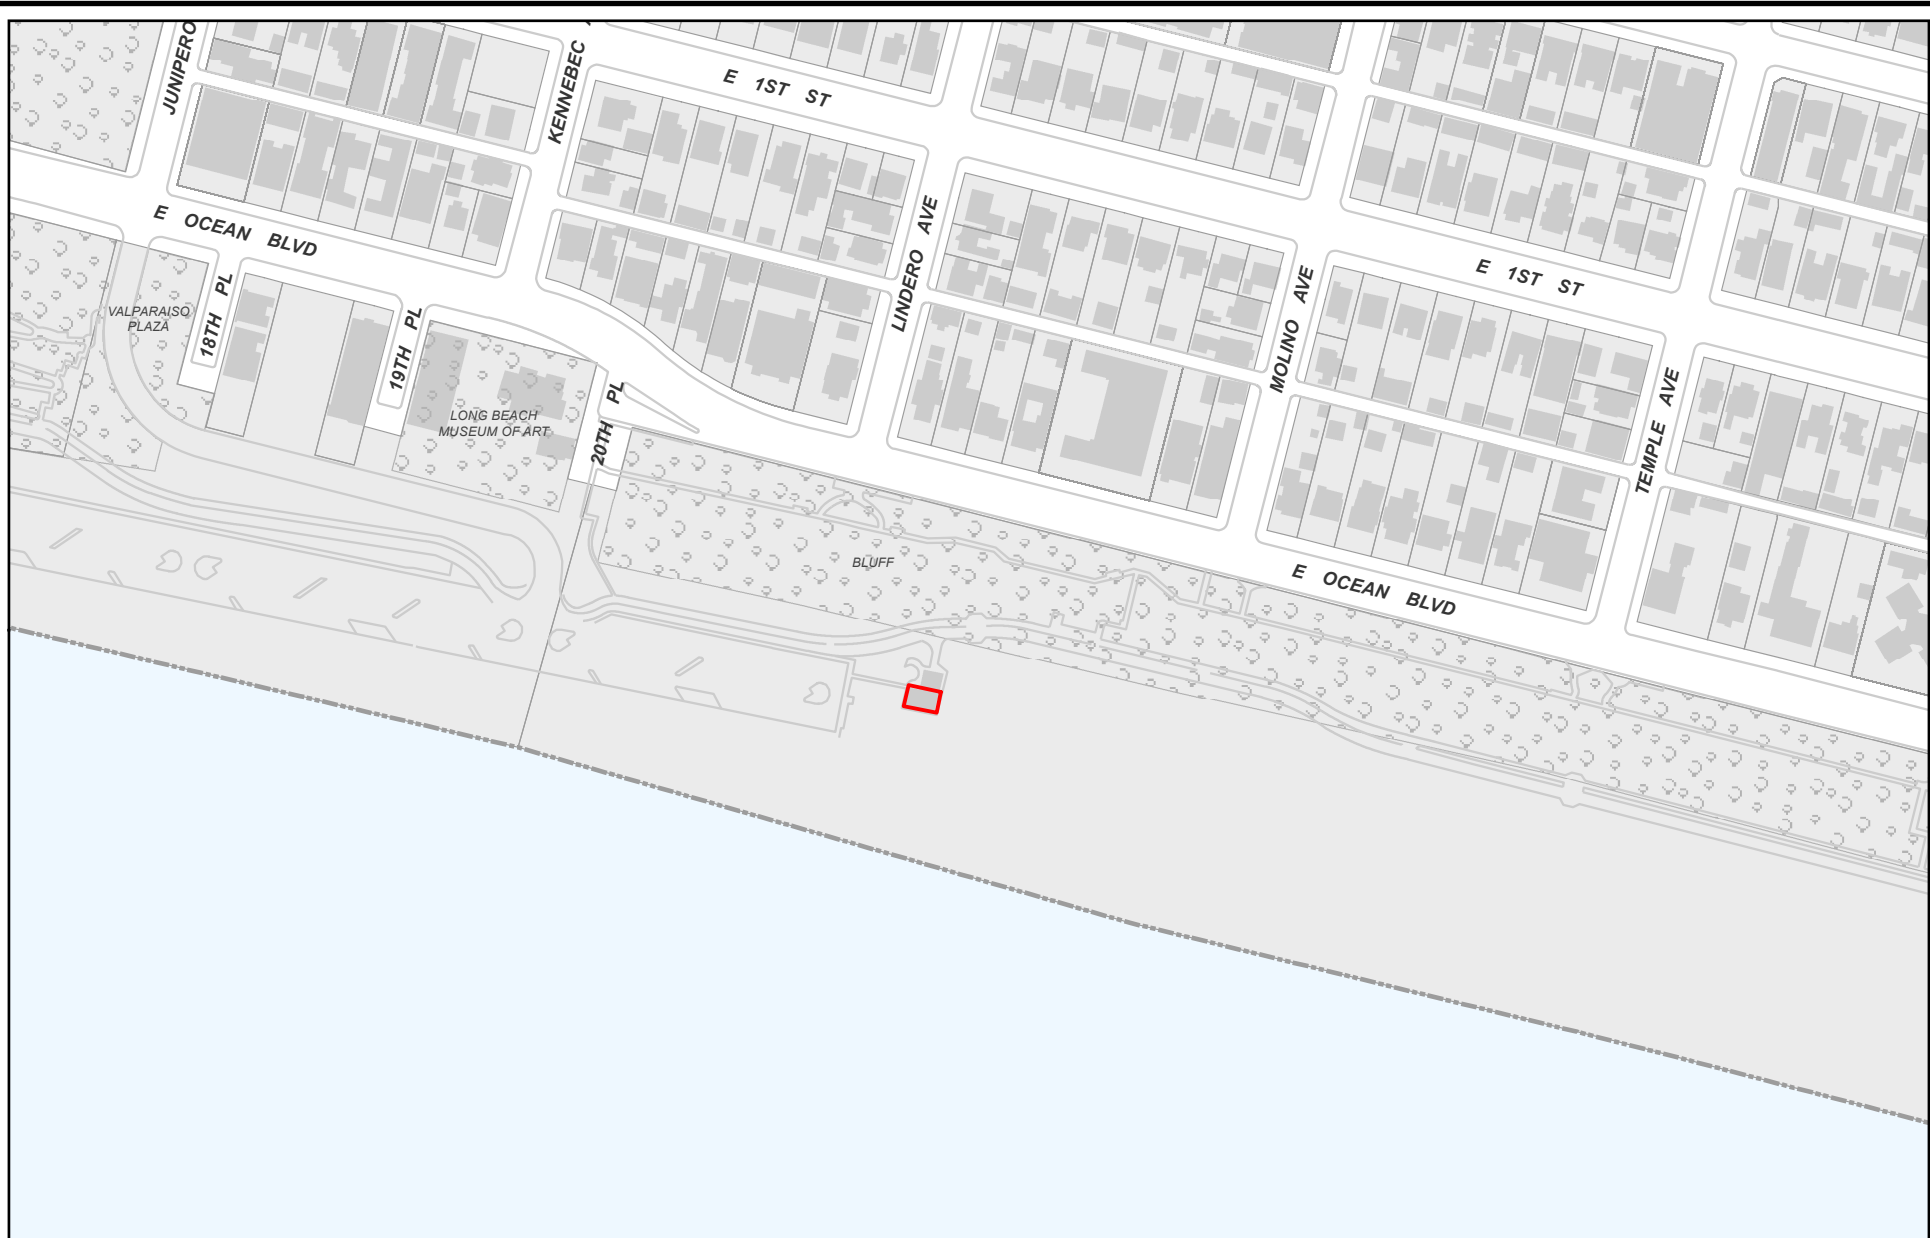 JUNIPERO
KENNEBEC
E 1ST ST
E OCEAN BLVD
LINDERO AVE
E 1ST ST
VALPARAISO
PLAZA
18TH PL
19TH PL
MOLINO AVE
TEMPLE AVE
LONG BEACH
MUSEUM OF ART
20TH PL
BLUFF
E OCEAN BLVD